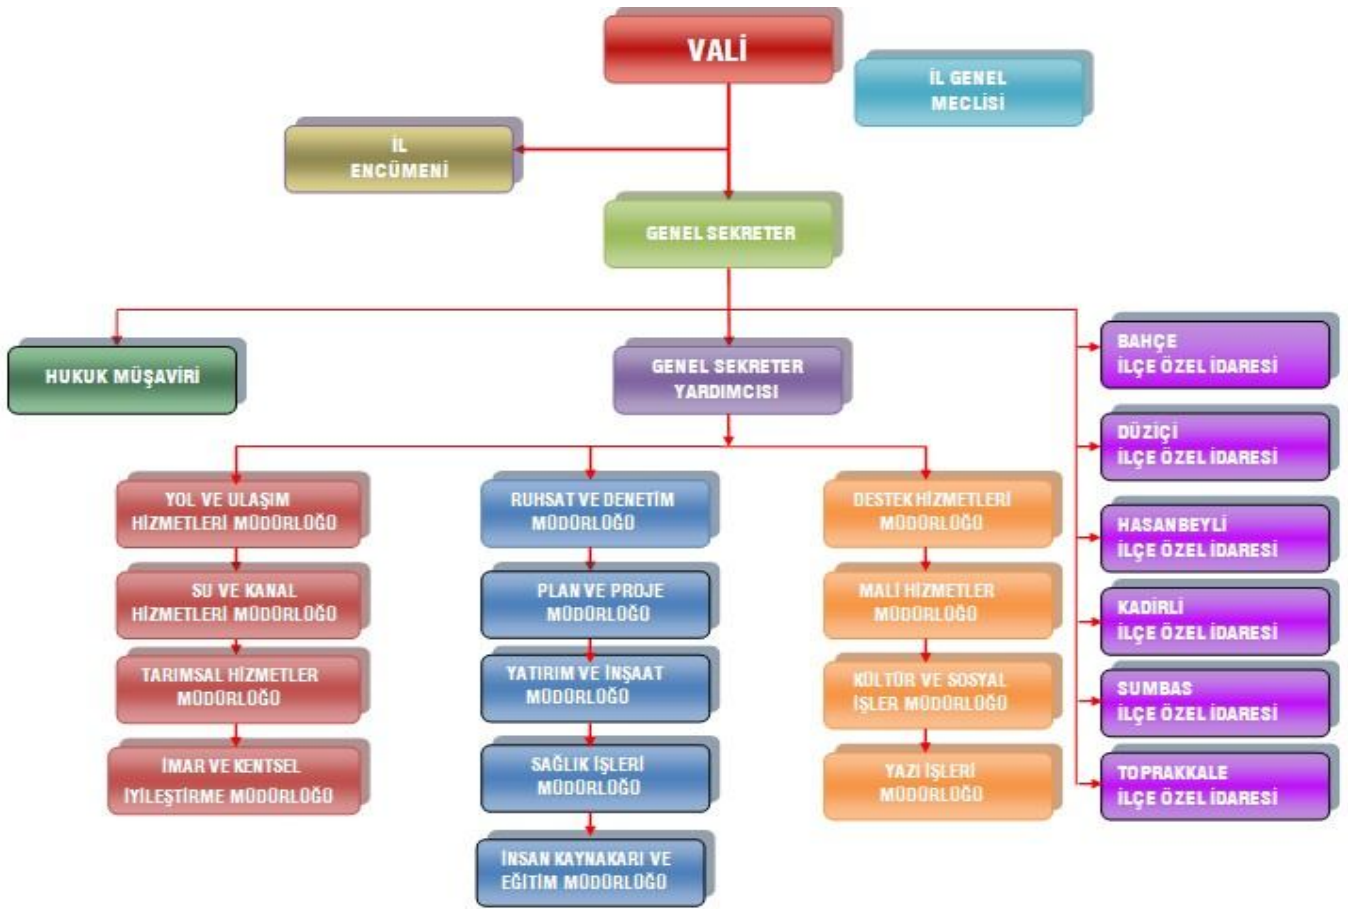 VALİ
İL GENEL
MECLİSİ
İL
ENCÜMENİ
GENEL SEKRETER
HUKUK MÜŞAVİRİ
GENEL SEKRETER
YARDIMCISI
BAHÇE
İLÇE ÖZEL İDARESİ
DÜZİÇİ
İLÇE ÖZEL İDARESİ
HASANBEYLİ
İLÇE ÖZEL İDARESİ
KADİRLİ
İLÇE ÖZEL İDARESİ
SUMBAS
İLÇE ÖZEL İDARESİ
TOPRAKKALE
İLÇE ÖZEL İDARESİ
YOL VE ULAŞIM
HİZMETLERİ MÜDÜRLÜĞÜ
SU VE KANAL
HİZMETLERİ MÜDÜRLÜĞÜ
TARIMSAL HİZMETLER
MÜDÜRLÜĞÜ
İMAR VE KENTSEL
İYİLEŞTİRME MÜDÜRLÜĞÜ
RUHSAT VE DENETİM
MÜDÜRLÜĞÜ
PLAN VE PROJE
MÜDÜRLÜĞÜ
YATIRIM VE İNŞAAT
MÜDÜRLÜĞÜ
SAĞLIK İŞLERİ
MÜDÜRLÜĞÜ
İNSAN KAYNAKARI VE
EĞİTİM MÜDÜRLÜĞÜ
DESTEK HİZMETLERİ
MÜDÜRLÜĞÜ
MALİ HİZMETLER
MÜDÜRLÜĞÜ
KÜLTÜR VE SOSYAL
İŞLER MÜDÜRLÜĞÜ
YAZI İŞLERİ
MÜDÜRLÜĞÜ